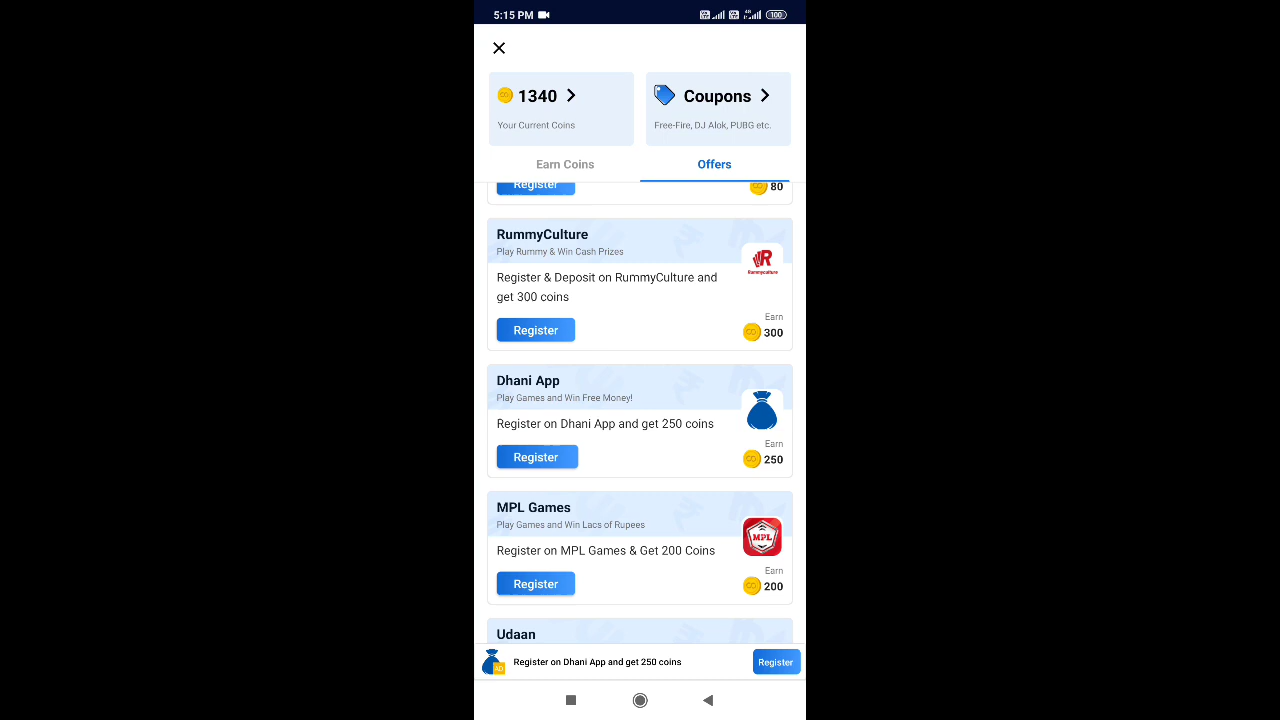 5:15 PM
100
1340
Your Current Coins
Coupons
Free-Fire, DJ Alok, PUBG etc.
Earn Coins
Offers
Register
80
RummyCulture
Play Rummy & Win Cash Prizes
Rummyculture
Register & Deposit on RummyCulture and
get 300 coins
Earn
Register
300
Dhani App
Play Games and Win Free Money!
Register on Dhani App and get 250 coins
Earn
Register
250
MPL Games
Play Games and Win Lacs of Rupees
MPL
Register on MPL Games & Get 200 Coins
Earn
Register
200
Udaan
AD
Register on Dhani App and get 250 coins
Register